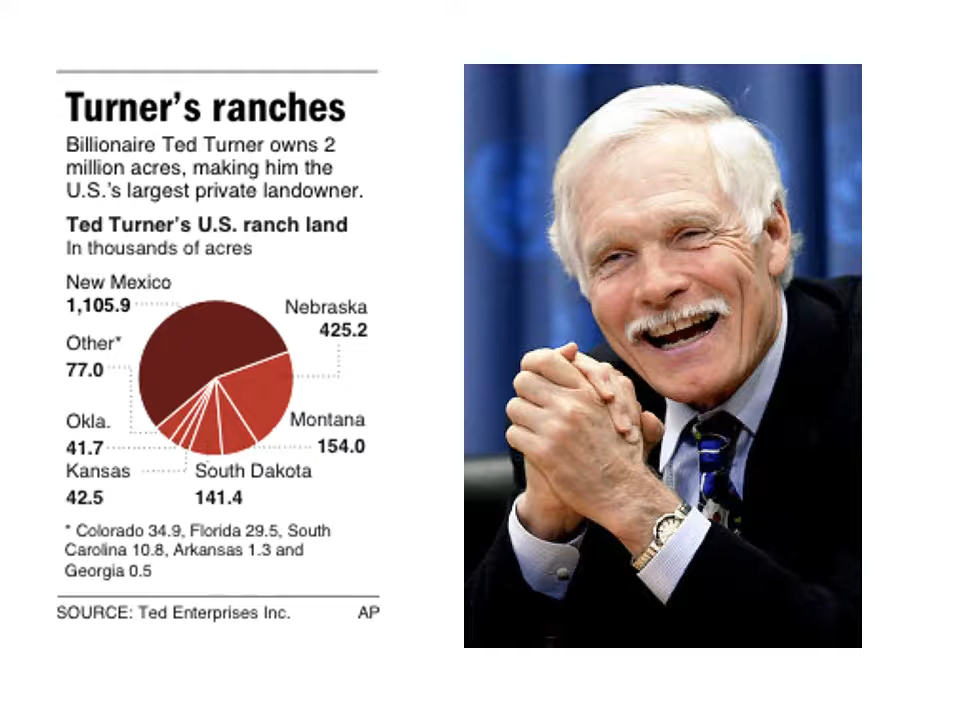 Turner's ranches
Billionaire Ted Turner owns 2
million acres, making him the
U.S.'s largest private landowner.
Ted Turner's U.S. ranch land
In thousands of acres
New Mexico
1,105.9
Nebraska
425.2
Other*
77.0
Okla.
41.7
Montana
154.0
Kansas
42.5
South Dakota
141.4
* Colorado 34.9, Florida 29.5, South
Carolina 10.8, Arkansas 1.3 and
Georgia 0.5
SOURCE: Ted Enterprises Inc. AP